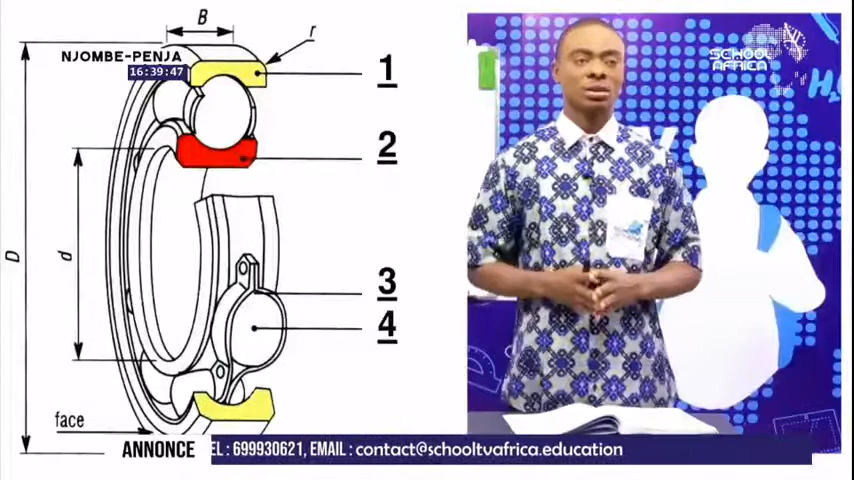 B
r
NJOMBE-PENJA
16:39:47
1
2
D
d
3
4
face
SCHOOL
AFRICA
H₂
ANNONCE
EL : 699930621, EMAIL : contact@schooltvafrica.education